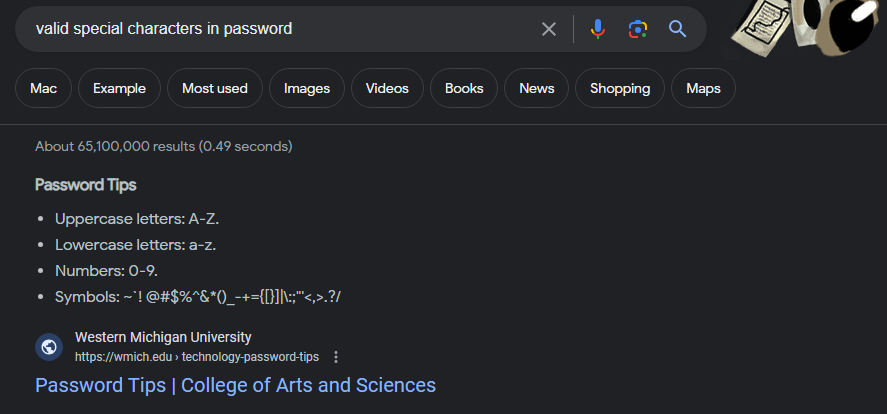 valid special characters in password
Mac Example Most used Images Videos Books News Shopping Maps
About 65,100,000 results (0.49 seconds)
Password Tips
• Uppercase letters: A-Z.
• Lowercase letters: a-z.
• Numbers: 0-9.
• Symbols: ~`! @#$%^&*()_-+={[}]|\:;"'<,>.?/
Western Michigan University
https://wmich.edu › technology-password-tips
Password Tips | College of Arts and Sciences